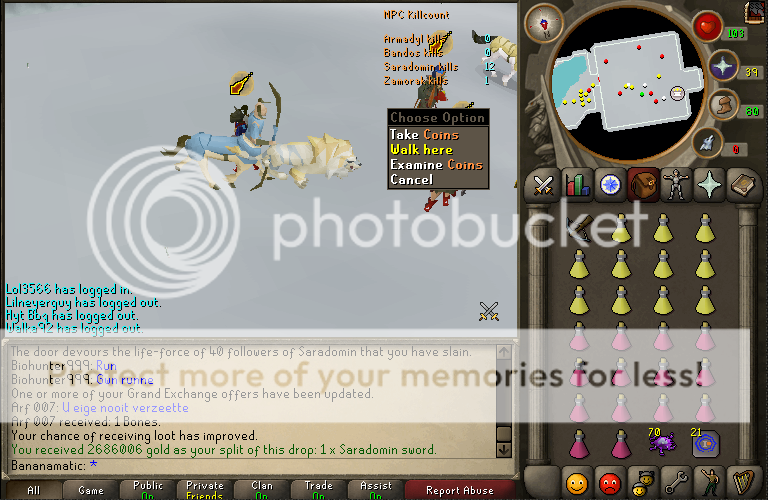 NPC Killcount
Armadyl kills 0
Bandos kills 0
Saradomin kills 12
Zamorak kills 1
Choose Option
Take Coins
Walk here
Examine Coins
Cancel
N
103
39
80
0
photobucket
Lol3566 has logged in.
Lilneyerguy has logged out.
Hyt Bbq has logged out.
Walka92 has logged out.
Protect more of your memories for less!
The door devours the life-force of 40 followers of Saradomin that you have slain.
Biohunter999: Run
Biohunter999: Gun runne
One or more of your Grand Exchange offers have been updated.
Arf 007: U eige nooit verzeette
Arf 007 received: 1 Bones.
Your chance of receiving loot has improved.
You received 2686006 gold as your split of this drop: 1 x Saradomin sword.
Bananamatic: *
70
21
All
Game
Public
On
Private
Friends
Clan
On
Trade
On
Assist
On
Report Abuse